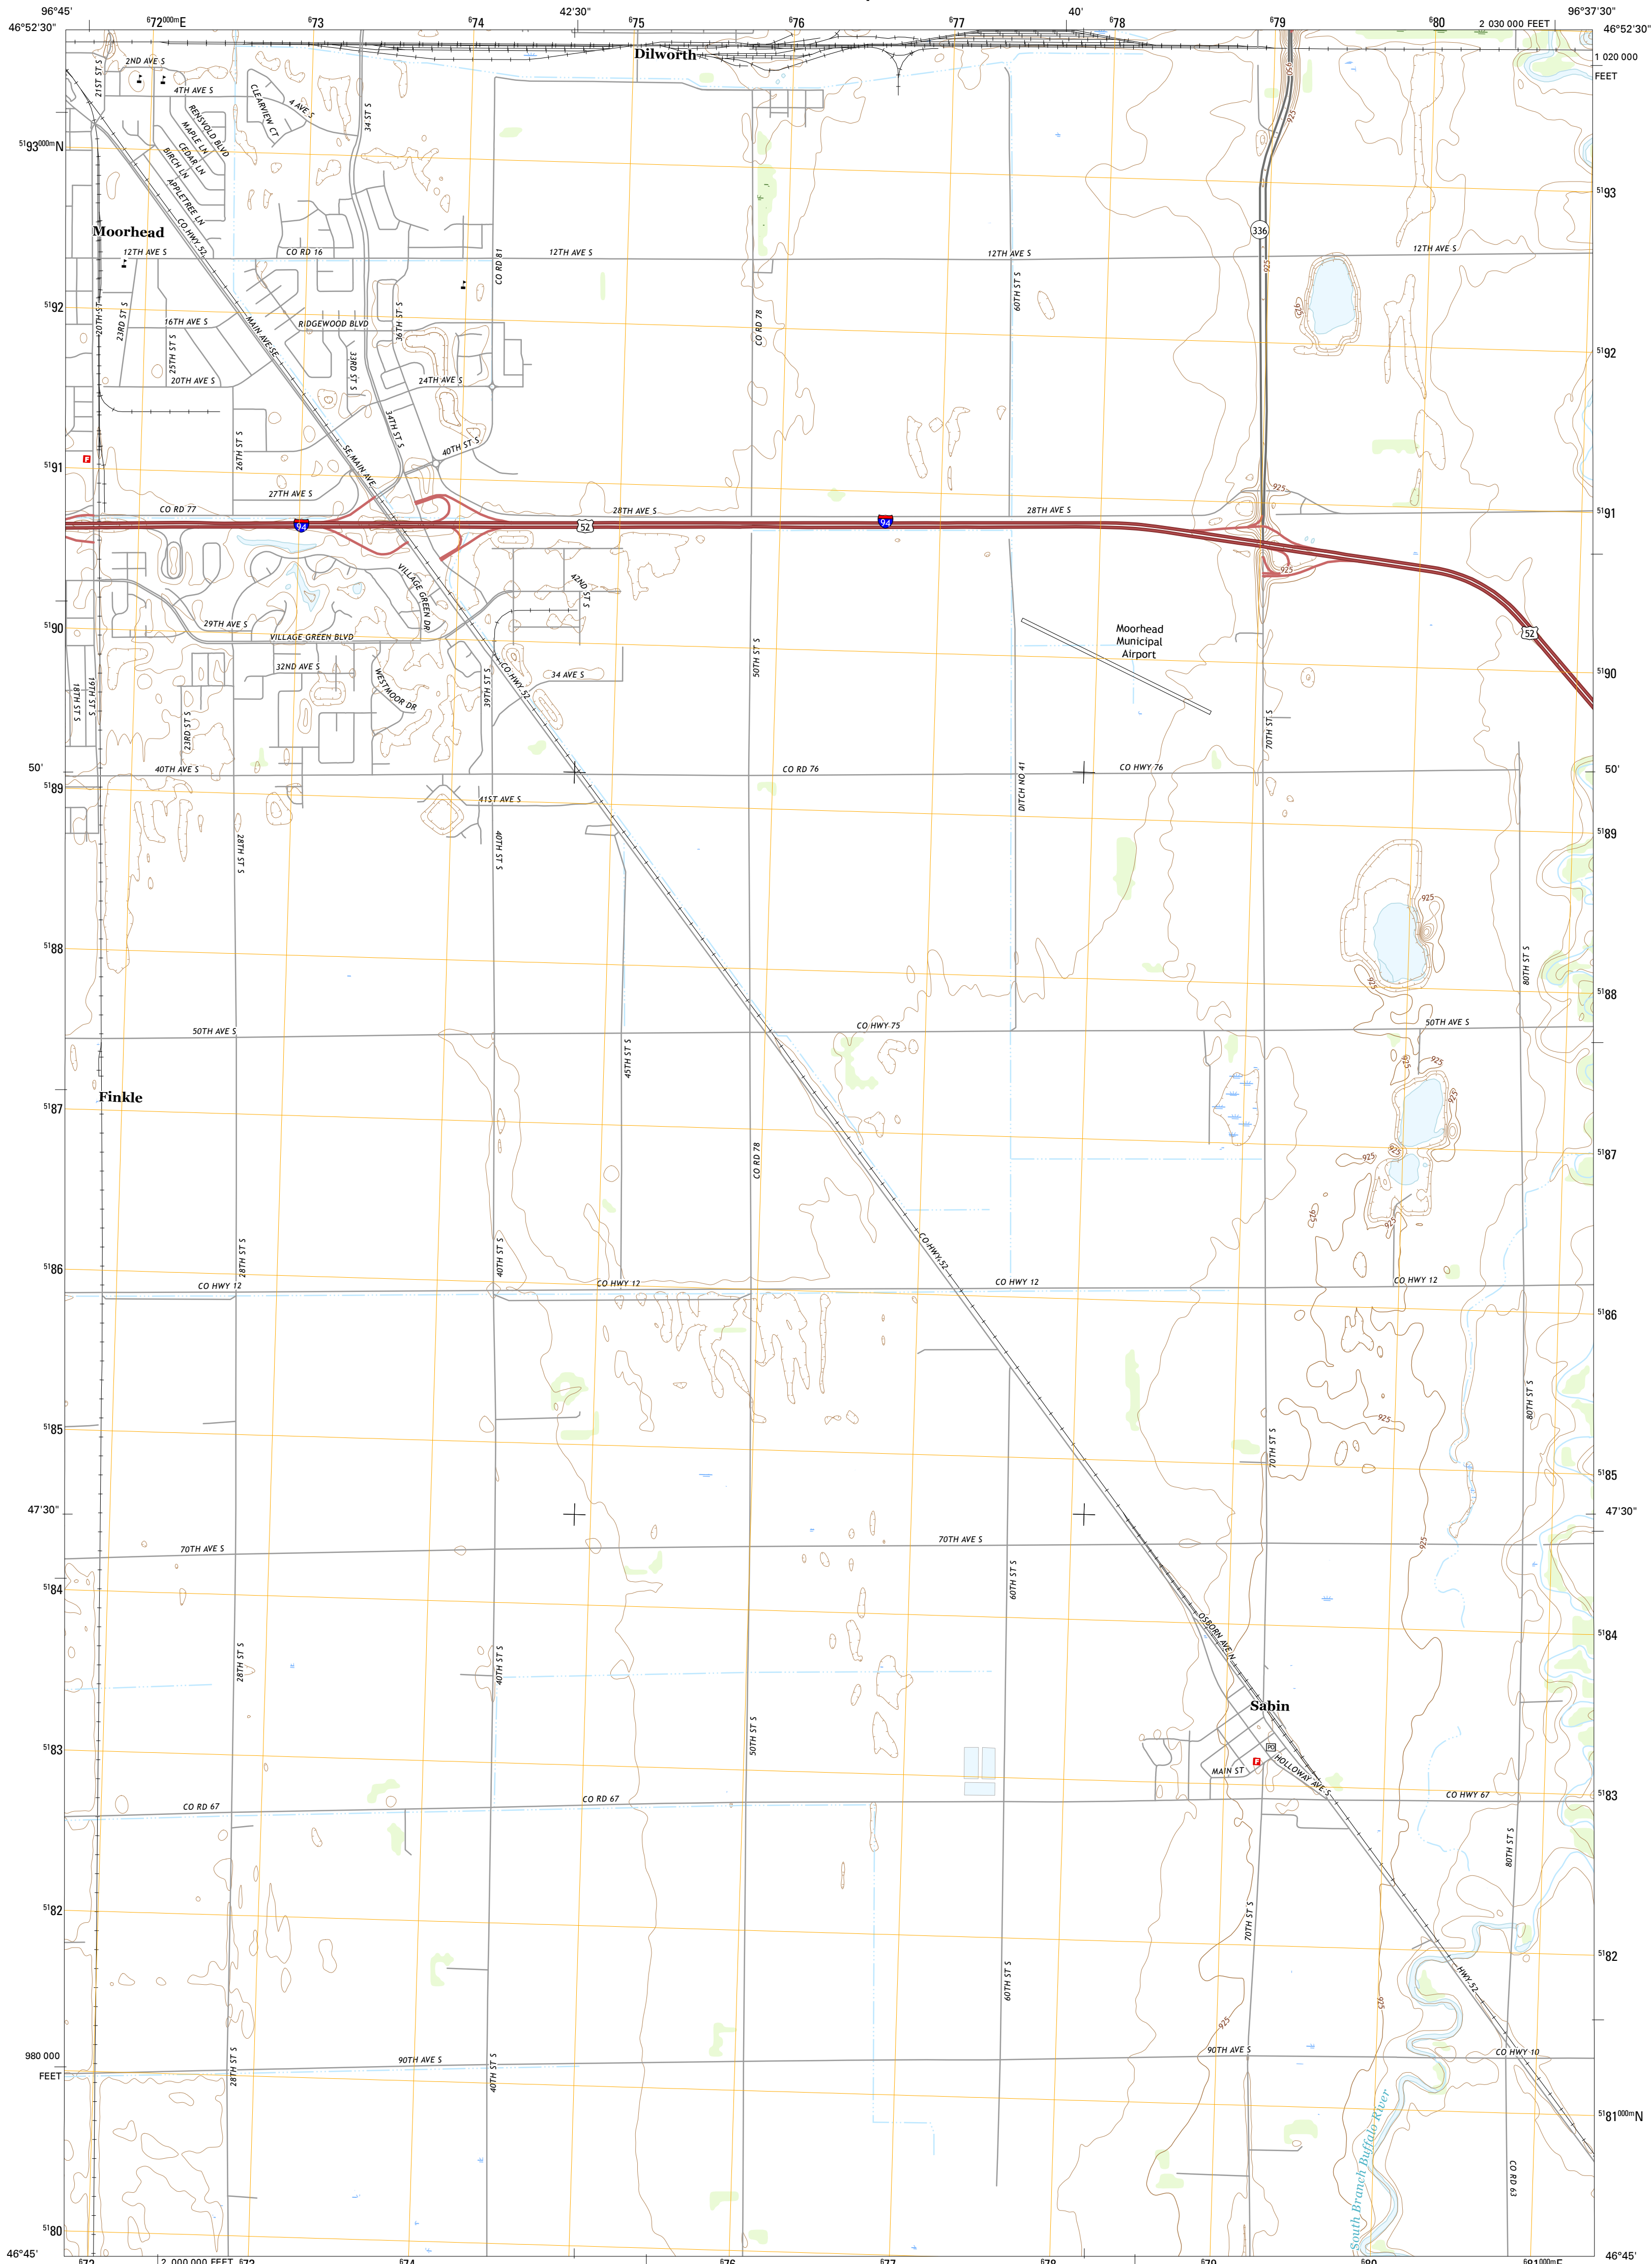 96°45'
⁶72⁰⁰⁰ᵐE
⁶73
⁶74
42'30"
⁶75
⁶76
⁶77
40'
⁶78
⁶79
⁶80
2 030 000 FEET
96°37'30"
46°52'30"
46°52'30"
Dilworth
1 020 000
FEET
2ND AVE S
21ST ST S
4TH AVE S
CLEARVIEW CT
4 AVE S
34 ST S
RENSVOLD BLVD
MAPLE LN
CEDAR LN
BIRCH LN
APPLETREE LN
925
⁵¹93⁰⁰⁰ᵐN
⁵¹93
CO HWY 52
Moorhead
336
12TH AVE S
CO RD 16
CO RD 81
12TH AVE S
12TH AVE S
12TH AVE S
925
60TH ST S
⁵¹92
20TH ST
23RD ST S
16TH AVE S
25TH ST S
MAIN AVE SE
RIDGEWOOD BLVD
36TH ST S
33RD ST S
CO RD 78
925
⁵¹92
20TH AVE S
24TH AVE S
34TH ST S
26TH ST S
SE MAIN AVE
40TH ST S
F
⁵¹91
27TH AVE S
925
CO RD 77
28TH AVE S
28TH AVE S
⁵¹91
94
52
94
925
VILLAGE GREEN DR
42ND ST S
⁵¹90
29TH AVE S
VILLAGE GREEN BLVD
Moorhead
Municipal
Airport
52
50TH ST S
32ND AVE S
34 AVE S
CO HWY 52
39TH ST S
WESTMOOR DR
18TH ST S
19TH ST S
23RD ST S
70TH ST S
⁵¹90
50'
40TH AVE S
CO RD 76
CO HWY 76
50'
⁵¹89
41ST AVE S
DITCH NO 41
⁵¹89
28TH ST S
40TH ST S
925
⁵¹88
80TH ST S
925
⁵¹88
50TH AVE S
CO HWY 75
50TH AVE S
45TH ST S
925
925
925
Finkle
⁵¹87
CO RD 78
925
925
⁵¹87
925
925
28TH ST S
40TH ST S
CO HWY 52
⁵¹86
CO HWY 12
CO HWY 12
CO HWY 12
CO HWY 12
⁵¹86
80TH ST S
925
⁵¹85
70TH ST S
⁵¹85
47'30"
47'30"
70TH AVE S
70TH AVE S
925
⁵¹84
60TH ST S
OSBORN AVE N
⁵¹84
28TH ST S
40TH ST S
Sabin
50TH ST S
⁵¹83
PO
F
MAIN ST
HOLLOWAY AVE S
CO RD 67
CO RD 67
CO HWY 67
⁵¹83
80TH ST S
⁵¹82
70TH ST S
⁵¹82
HWY 52
60TH ST S
925
925
980 000
FEET
28TH ST S
90TH AVE S
40TH ST S
90TH AVE S
CO HWY 10
⁵¹81⁰⁰⁰ᵐN
South Branch Buffalo River
CO RD 63
⁵¹80
46°45'
2 000 000 FEET
46°45'